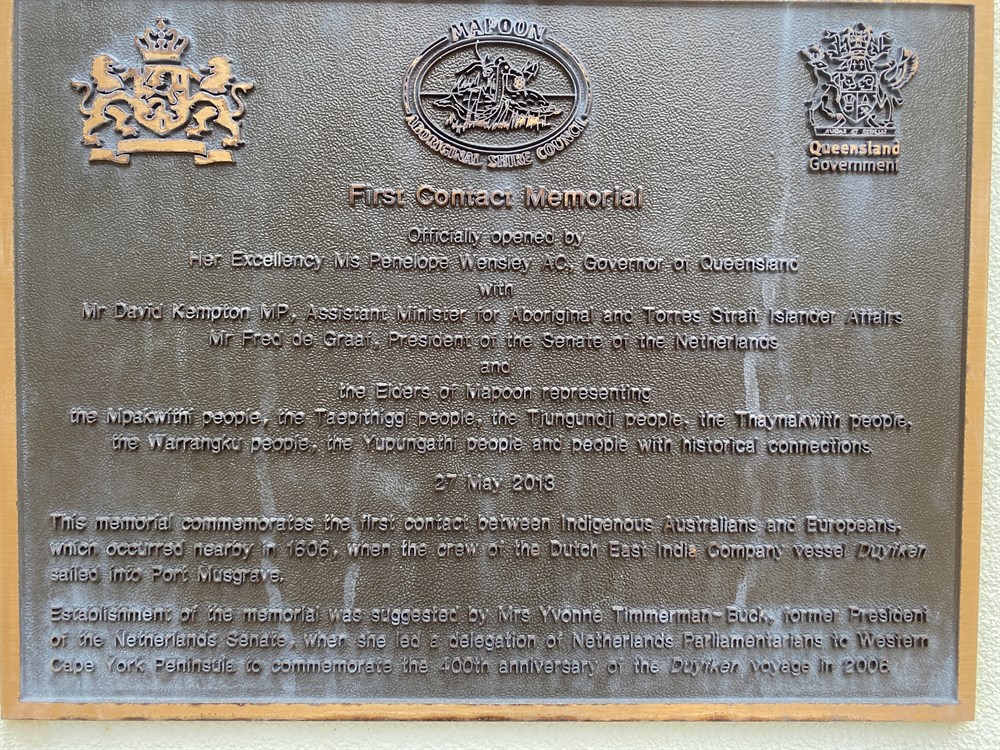 MAPOON
ABORIGINAL SHIRE COUNCIL
AUDAX AT FIDELIS
Queensland
Government
First Contact Memorial
Officially opened by
Her Excellency Ms Penelope Wensley AC, Governor of Queensland
with
Mr David Kempton MP, Assistant Minister for Aboriginal and Torres Strait Islander Affairs
Mr Fred de Graaf, President of the Senate of the Netherlands
and
the Elders of Mapoon representing
the Mpakwithi people, the Taepithiggi people, the Tjungundji people, the Thaynakwith people,
the Warrangku people, the Yupungathi people and people with historical connections
27 May 2013
This memorial commemorates the first contact between Indigenous Australians and Europeans,
which occurred nearby in 1606, when the crew of the Dutch East India Company vessel Duyfken
sailed into Port Musgrave.
Establishment of the memorial was suggested by Mrs Yvonne Timmerman-Buck, former President
of the Netherlands Senate, when she led a delegation of Netherlands Parliamentarians to Western
Cape York Peninsula to commemorate the 400th anniversary of the Duyfken voyage in 2006